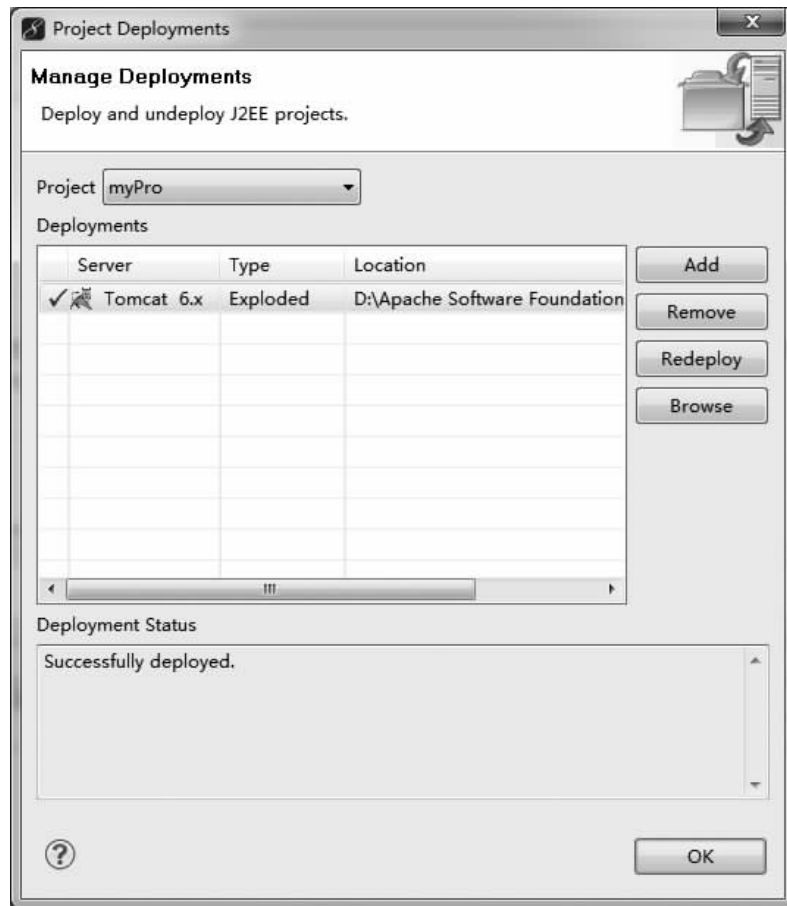 Project Deployments
Manage Deployments
Deploy and undeploy J2EE projects.
Project myPro
Deployments
Server Type Location
Tomcat 6.x Exploded D:\Apache Software Foundation
Add
Remove
Redeploy
Browse
Deployment Status
Successfully deployed.
OK